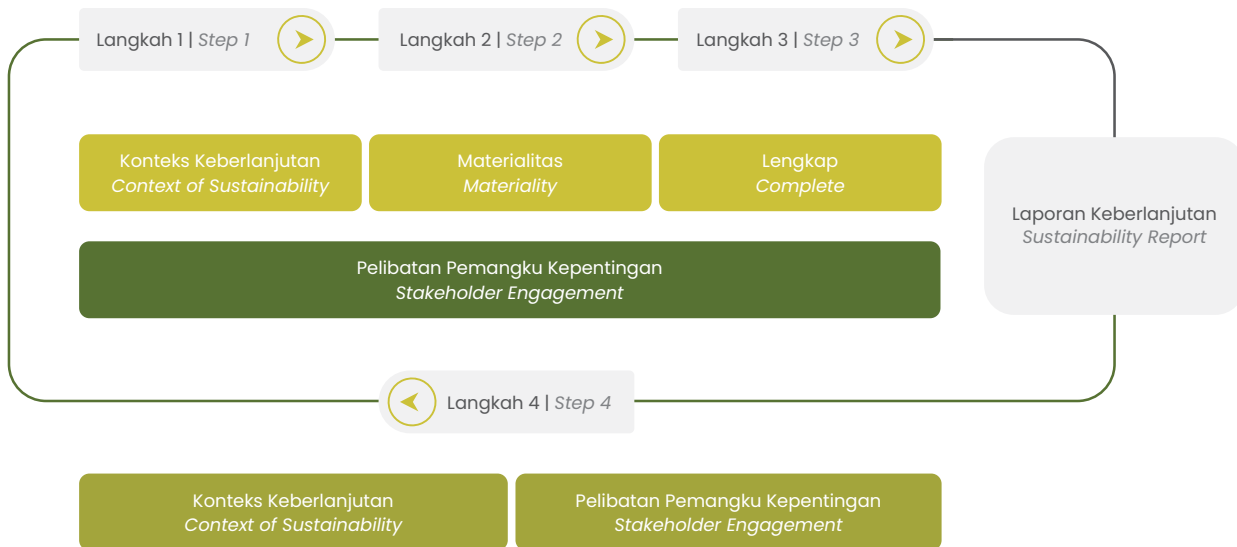 Langkah 1 | Step 1
Langkah 2 | Step 2
Langkah 3 | Step 3
Konteks Keberlanjutan
Context of Sustainability
Materialitas
Materiality
Lengkap
Complete
Laporan Keberlanjutan
Sustainability Report
Pelibatan Pemangku Kepentingan
Stakeholder Engagement
Langkah 4 | Step 4
Konteks Keberlanjutan
Context of Sustainability
Pelibatan Pemangku Kepentingan
Stakeholder Engagement